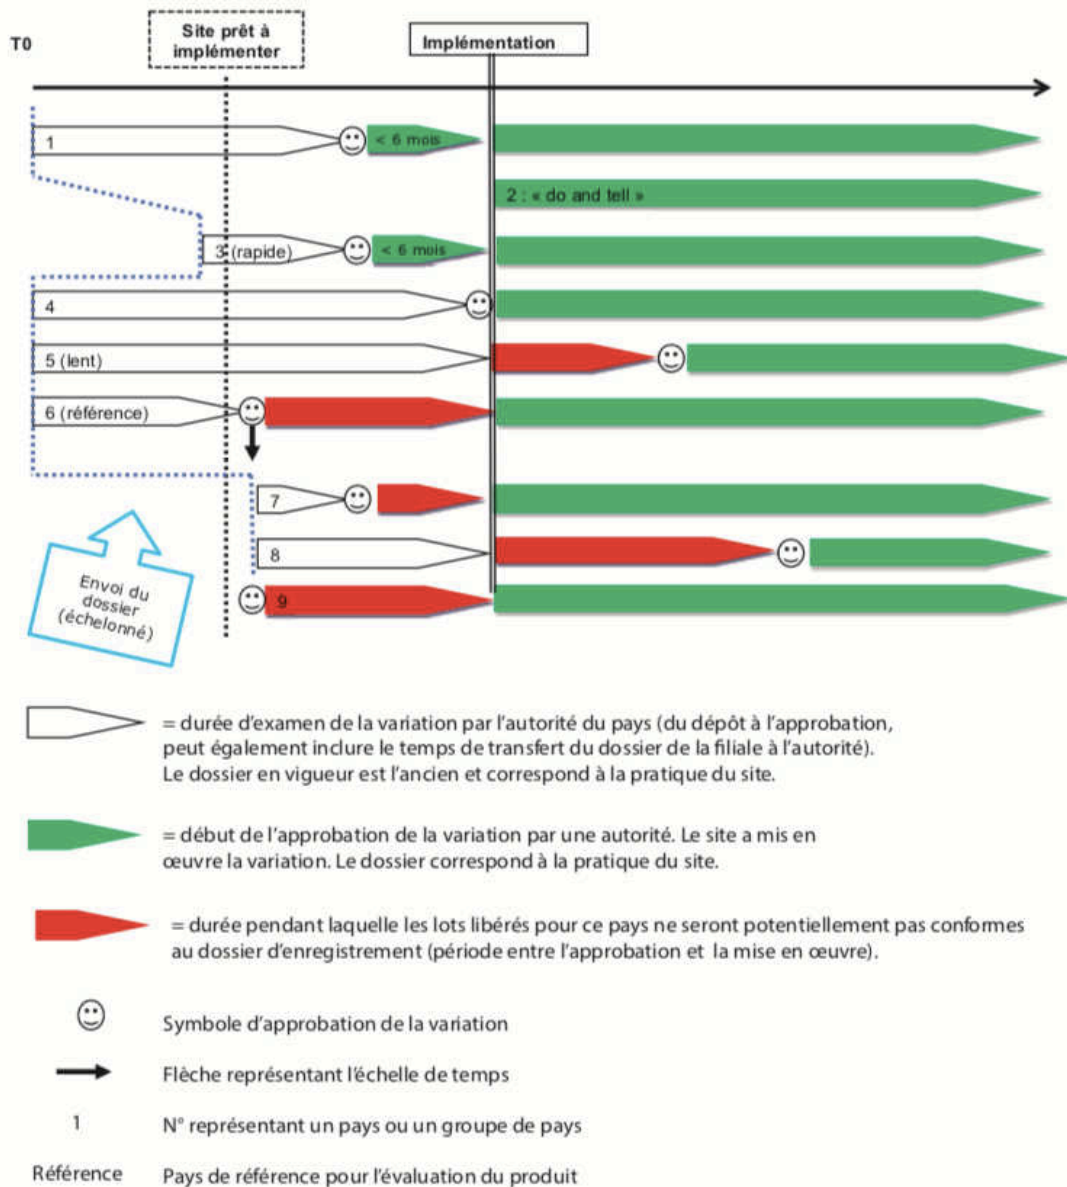 T0
Site prêt à
implémenter
Implémentation
1
< 6 mois
2 : « do and tell »
3 (rapide)
< 6 mois
4
5 (lent)
6 (référence)
7
8
9
Envoi du
dossier
(échelonné)
= durée d’examen de la variation par l’autorité du pays (du dépôt à l’approbation,
peut également inclure le temps de transfert du dossier de la filiale à l’autorité).
Le dossier en vigueur est l’ancien et correspond à la pratique du site.
= début de l’approbation de la variation par une autorité. Le site a mis en
œuvre la variation. Le dossier correspond à la pratique du site.
= durée pendant laquelle les lots libérés pour ce pays ne seront potentiellement pas conformes
au dossier d’enregistrement (période entre l’approbation et la mise en œuvre).
Symbole d’approbation de la variation
Flèche représentant l’échelle de temps
1 N° représentant un pays ou un groupe de pays
Référence Pays de référence pour l’évaluation du produit